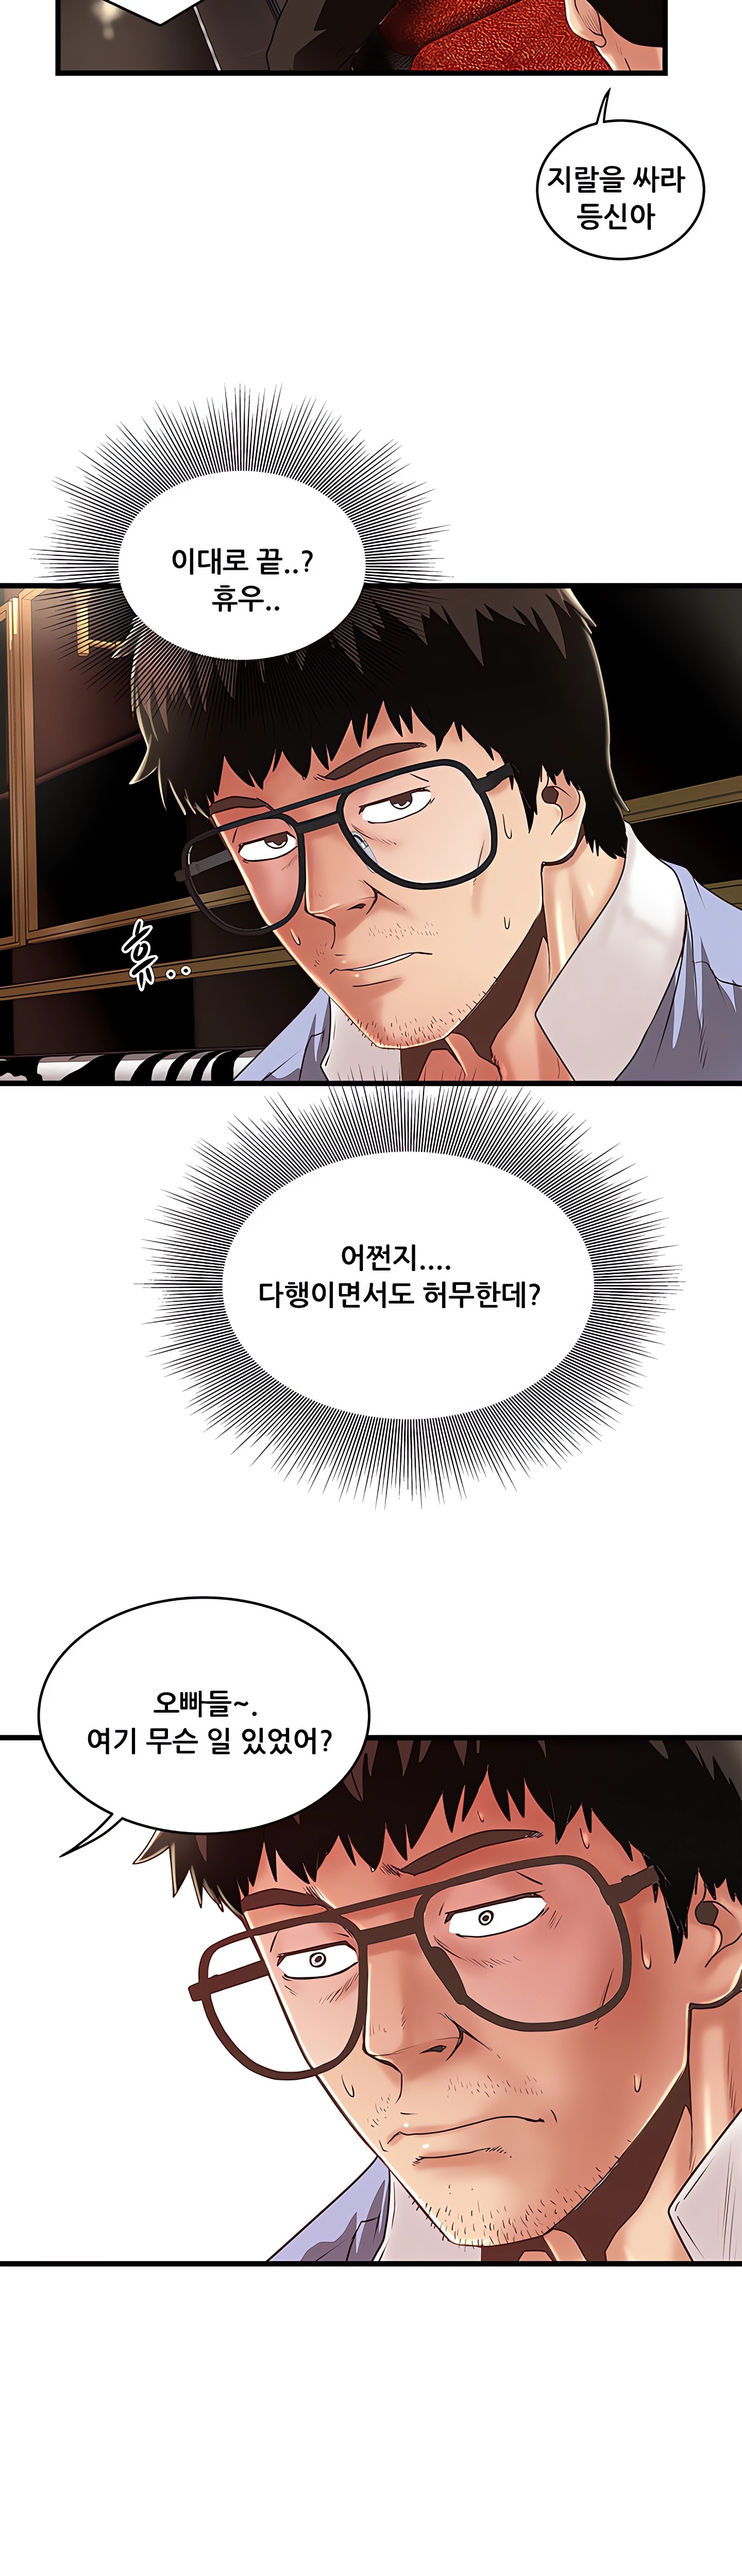 지랄을 싸라
등신아
이대로 끝..?
휴우..
휴..
어쩐지....
다행이면서도 허무한데?
오빠들~.
여기 무슨 일 있었어?